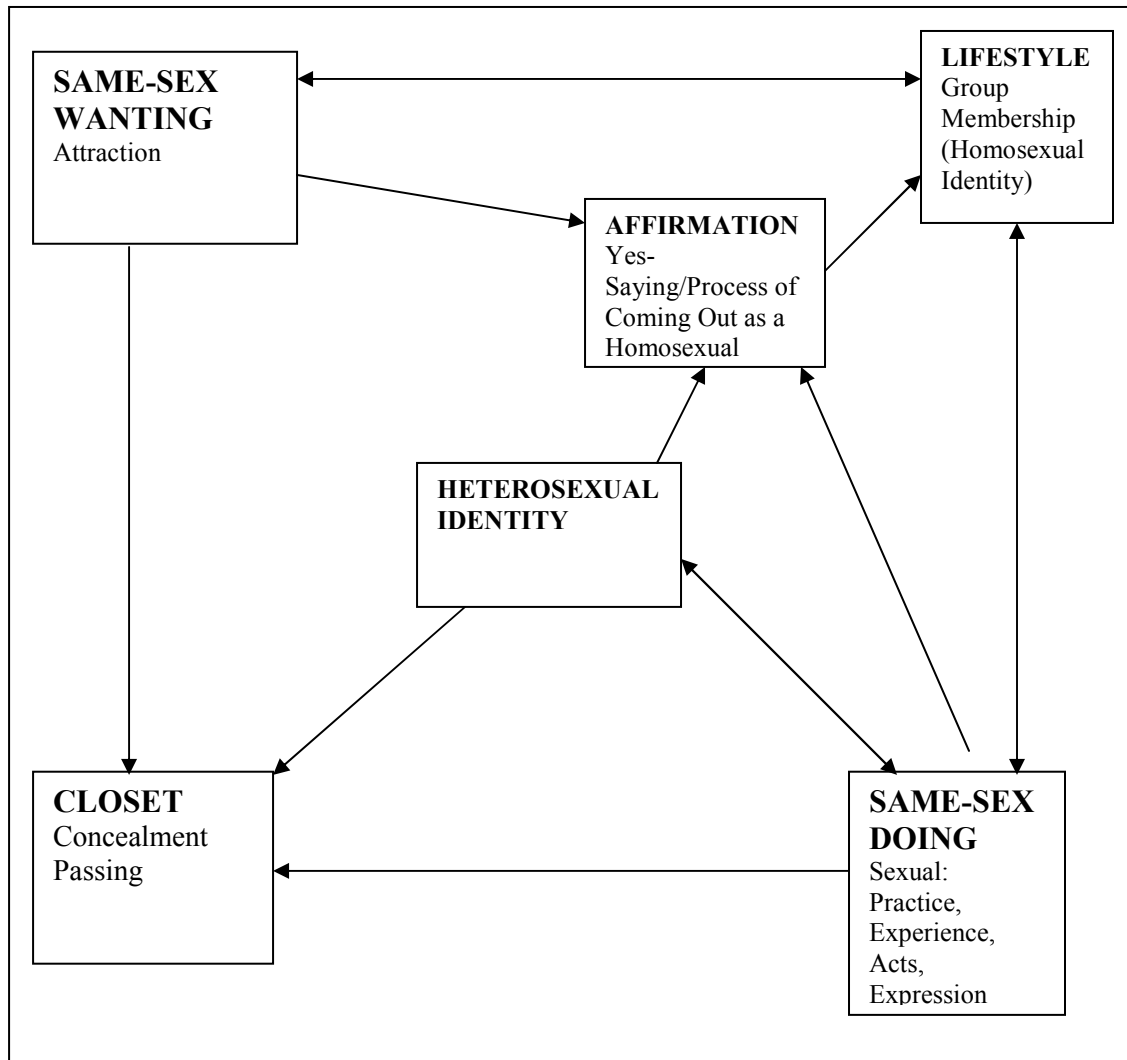 SAME-SEX
WANTING
Attraction
LIFESTYLE
Group
Membership
(Homosexual
Identity)
AFFIRMATION
Yes-
Saying/Process of
Coming Out as a
Homosexual
HETEROSEXUAL
IDENTITY
CLOSET
Concealment
Passing
SAME-SEX
DOING
Sexual:
Practice,
Experience,
Acts,
Expression